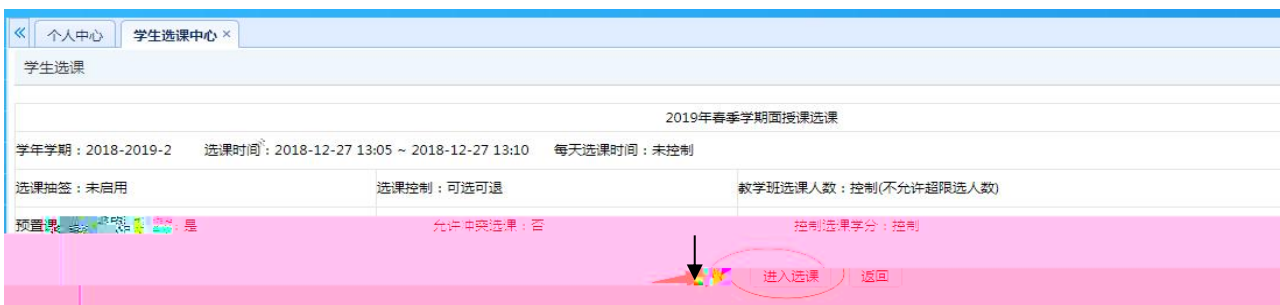 个人中心 学生选课中心 ×
学生选课
2019年春季学期面授课选课
学年学期：2018-2019-2 选课时间：2018-12-27 13:05 ~ 2018-12-27 13:10 每天选课时间：未控制
选课抽签：未启用 选课控制：可选可退 教学班选课人数：控制(不允许超限选人数)
预置课 ：是 允许冲突选课：否 控制选课学分：控制
进入选课 返回